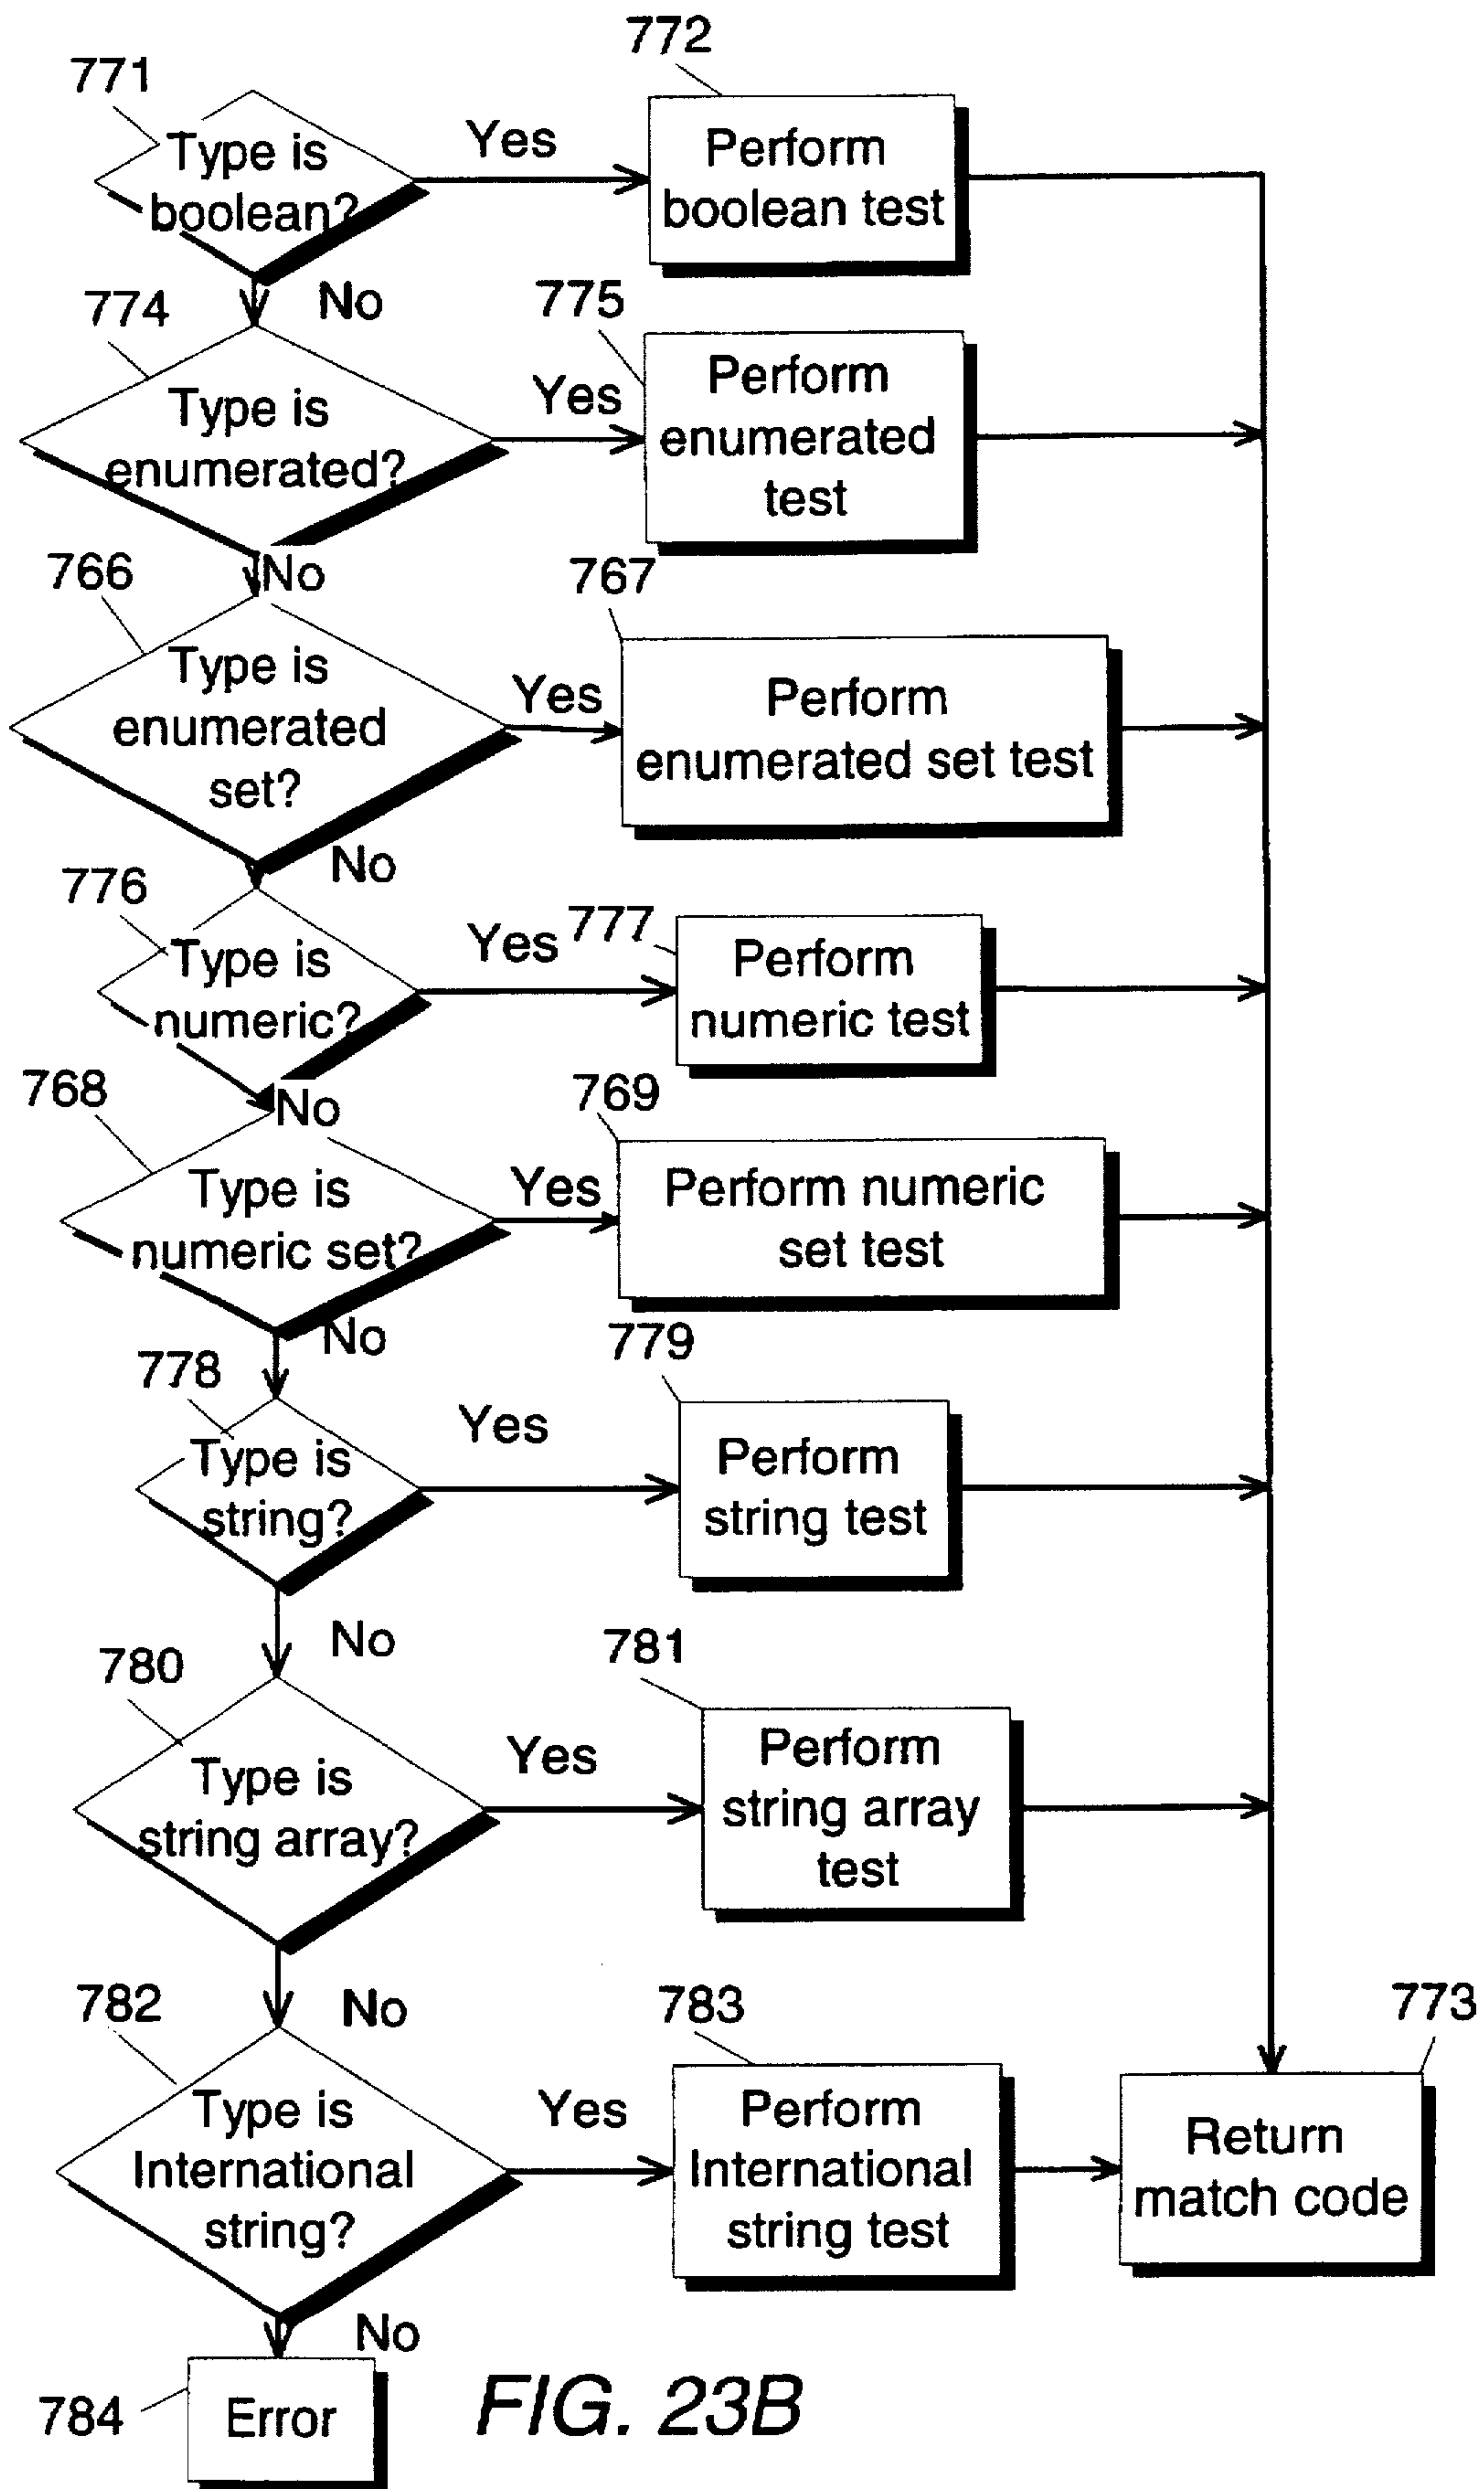 771
772
Type is
boolean?
Yes
Perform
boolean test
No
774
775
Type is
enumerated?
Yes
Perform
enumerated
test
No
766
767
Type is
enumerated
set?
Yes
Perform
enumerated set test
No
776
777
Type is
numeric?
Yes
Perform
numeric test
No
768
769
Type is
numeric set?
Yes
Perform numeric
set test
No
778
779
Type is
string?
Yes
Perform
string test
No
780
781
Type is
string array?
Yes
Perform
string array
test
No
782
783
773
Type is
International
string?
Yes
Perform
International
string test
Return
match code
No
784
Error
FIG. 23B